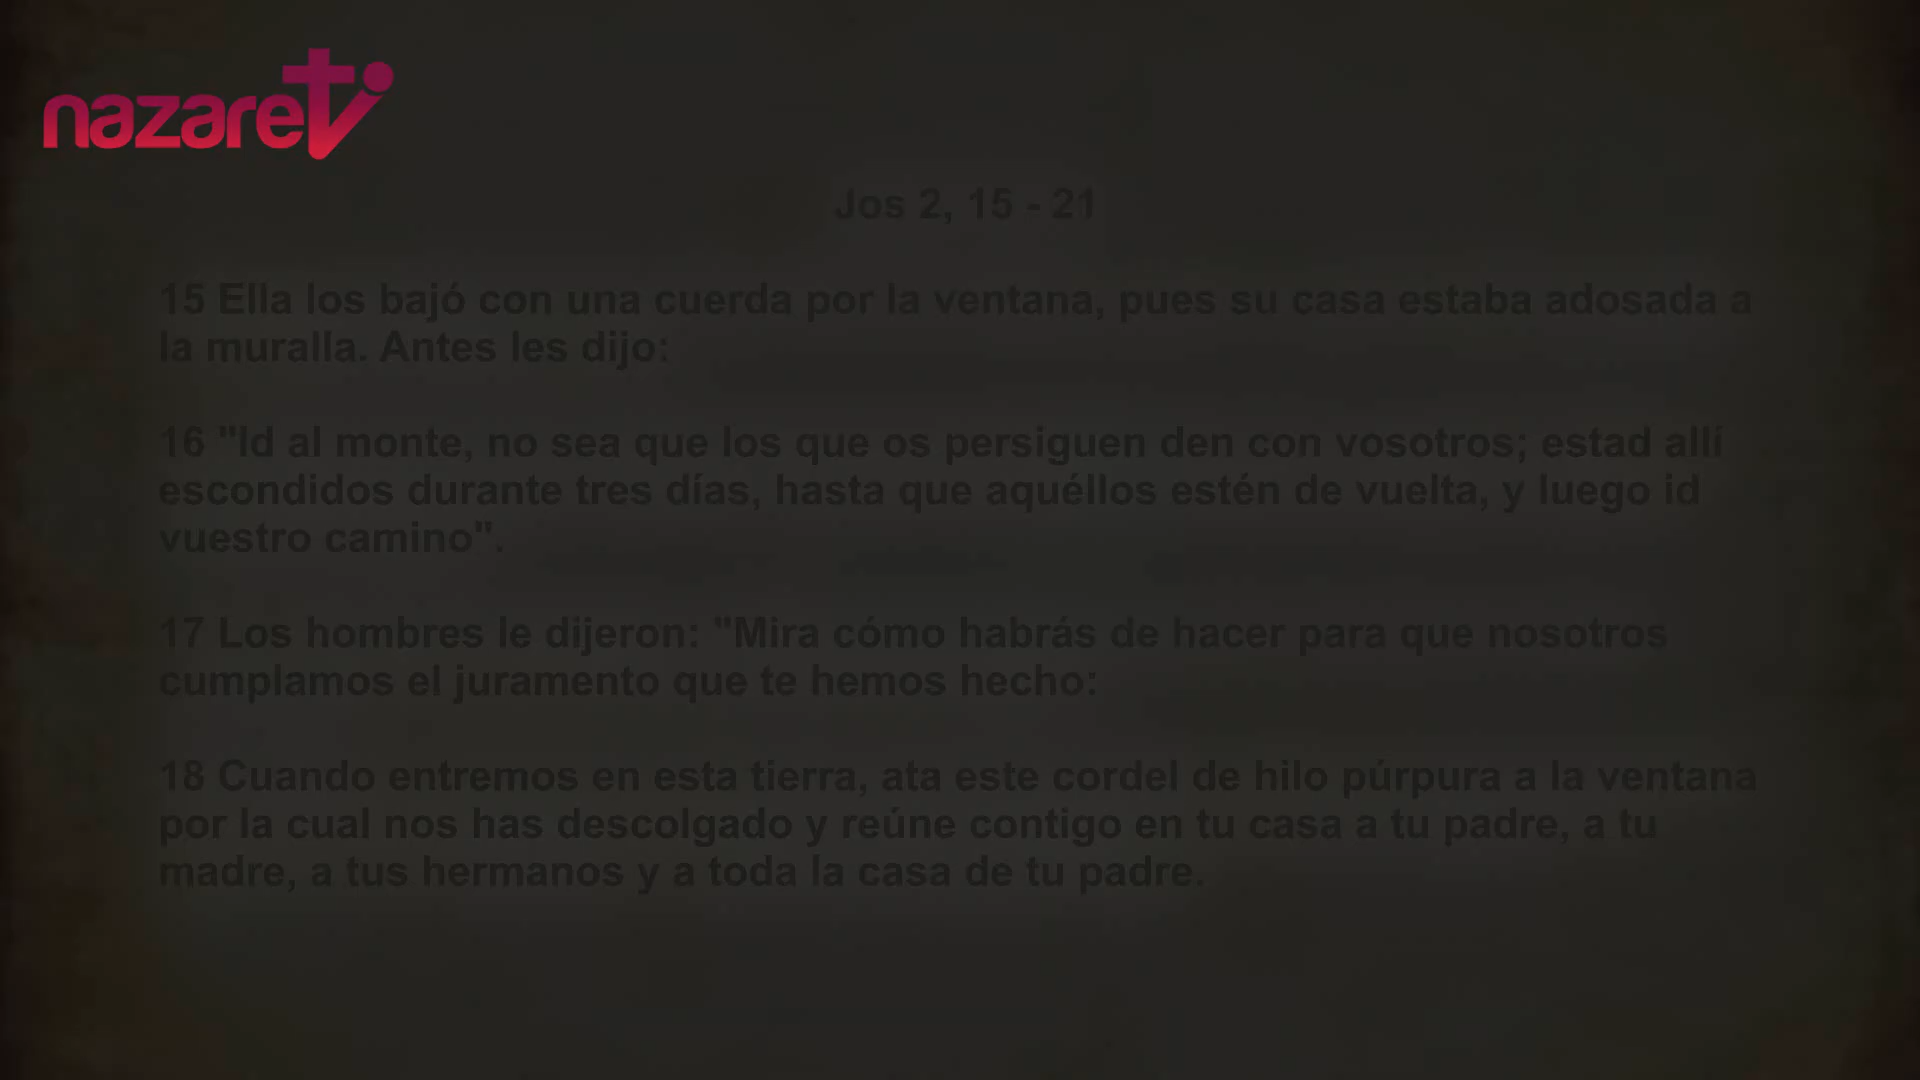 nazaretv
Jos 2, 15 - 21
15 Ella los bajó con una cuerda por la ventana, pues su casa estaba adosada a
la muralla. Antes les dijo:
16 "Id al monte, no sea que los que os persiguen den con vosotros; estad allí
escondidos durante tres días, hasta que aquéllos estén de vuelta, y luego id
vuestro camino".
17 Los hombres le dijeron: "Mira cómo habrás de hacer para que nosotros
cumplamos el juramento que te hemos hecho:
18 Cuando entremos en esta tierra, ata este cordel de hilo púrpura a la ventana
por la cual nos has descolgado y reúne contigo en tu casa a tu padre, a tu
madre, a tus hermanos y a toda la casa de tu padre.